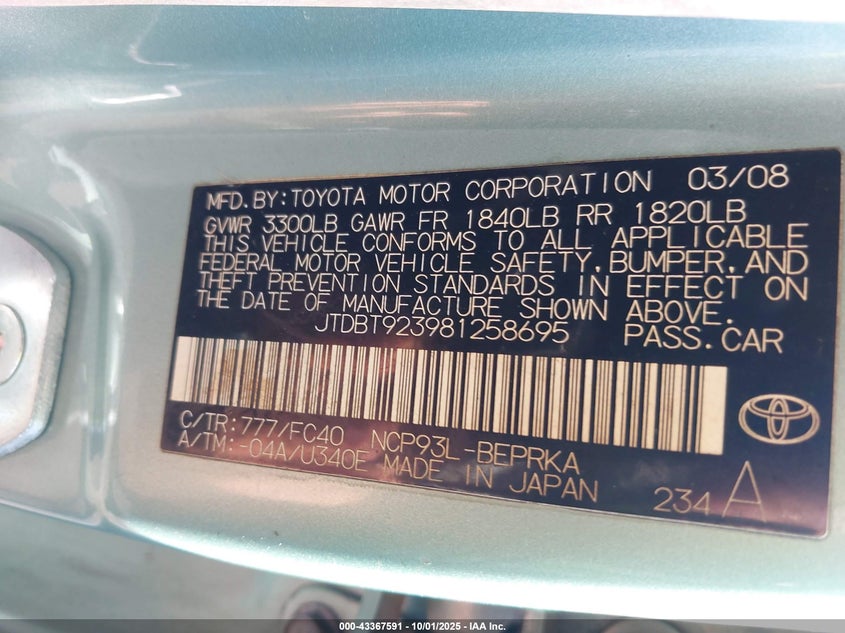 MFD.BY:TOYOTA MOTOR CORPORATION 03/08
GVWR 3300LB GAWR FR 1840LB RR 1820LB
THIS VEHICLE CONFORMS TO ALL APPLICABLE
FEDERAL MOTOR VEHICLE SAFETY,BUMPER,AND
THEFT PREVENTION STANDARDS IN EFFECT ON
THE DATE OF MANUFACTURE SHOWN ABOVE.
JTDBT923981258695 PASS.CAR
C/TR:777/FC40 NCP93L-BEPRKA
A/TM:-04A/U340E MADE IN JAPAN
234 A
000-43367591 - 10/01/2025 - IAA Inc.